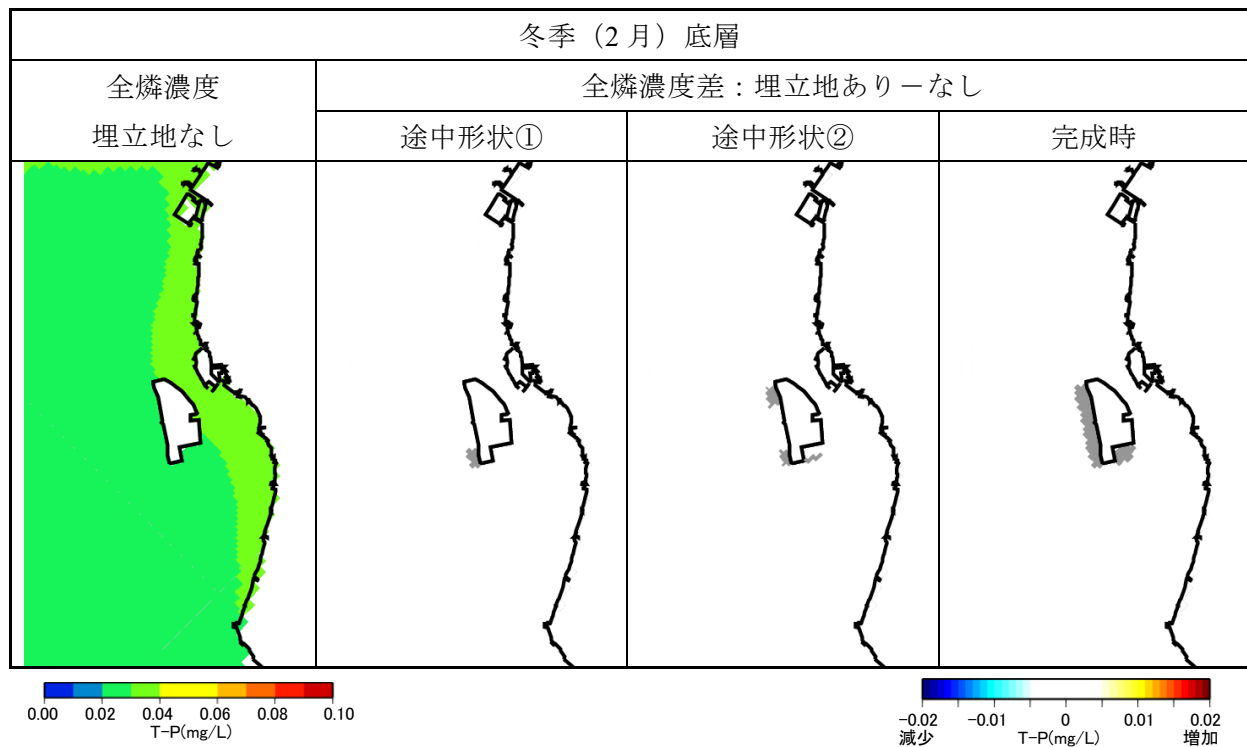 冬季（2月）底層
全燐濃度
埋立地なし
全燐濃度差：埋立地あり－なし
途中形状①
途中形状②
完成時
0.00 0.02 0.04 0.06 0.08 0.10
T-P(mg/L)
-0.02 -0.01 0 0.01 0.02
減少 T-P(mg/L) 増加